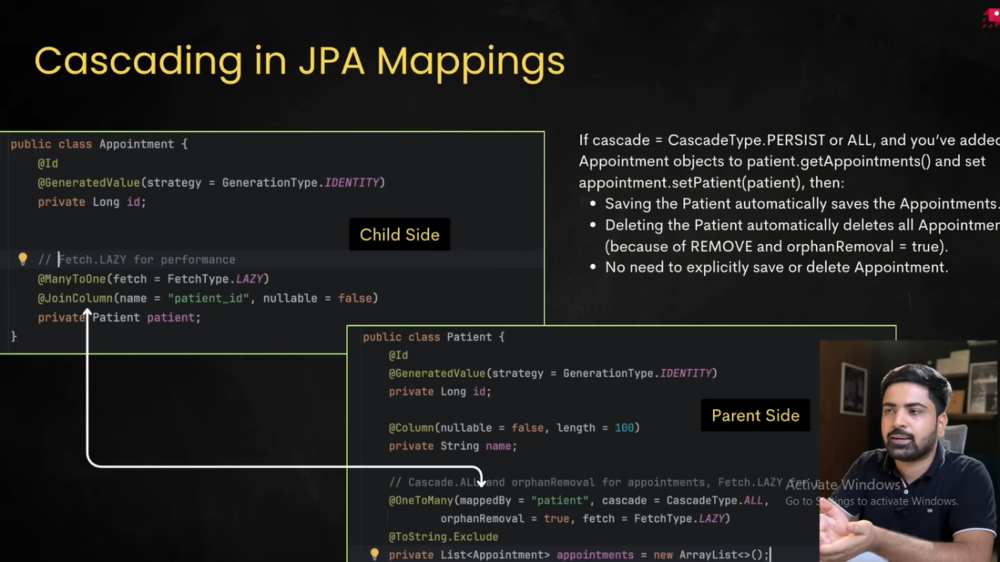 Cascading in JPA Mappings
public class Appointment {
@Id
@GeneratedValue(strategy = GenerationType.IDENTITY)
private Long id;
Child Side
// Fetch.LAZY for performance
@ManyToOne(fetch = FetchType.LAZY)
@JoinColumn(name = "patient_id", nullable = false)
private Patient patient;
}
If cascade = CascadeType.PERSIST or ALL, and you've added
Appointment objects to patient.getAppointments() and set
appointment.setPatient(patient), then:
• Saving the Patient automatically saves the Appointments.
• Deleting the Patient automatically deletes all
(because of REMOVE and orphanRemoval = true).
• No need to explicitly save or delete Appointment.
public class Patient {
@Id
@GeneratedValue(strategy = GenerationType.IDENTITY)
private Long id;
Parent Side
@Column(nullable = false, length = 100)
private String name;
// Cascade.ALL and orphanRemoval for appointments, Fetch.LAZY
@OneToMany(mappedBy = "patient", cascade = CascadeType.ALL,
orphanRemoval = true, fetch = FetchType.LAZY)
@ToString.Exclude
private List<Appointment> appointments = new ArrayList<>();
Activate Windows
Go to Settings to activate Windows.